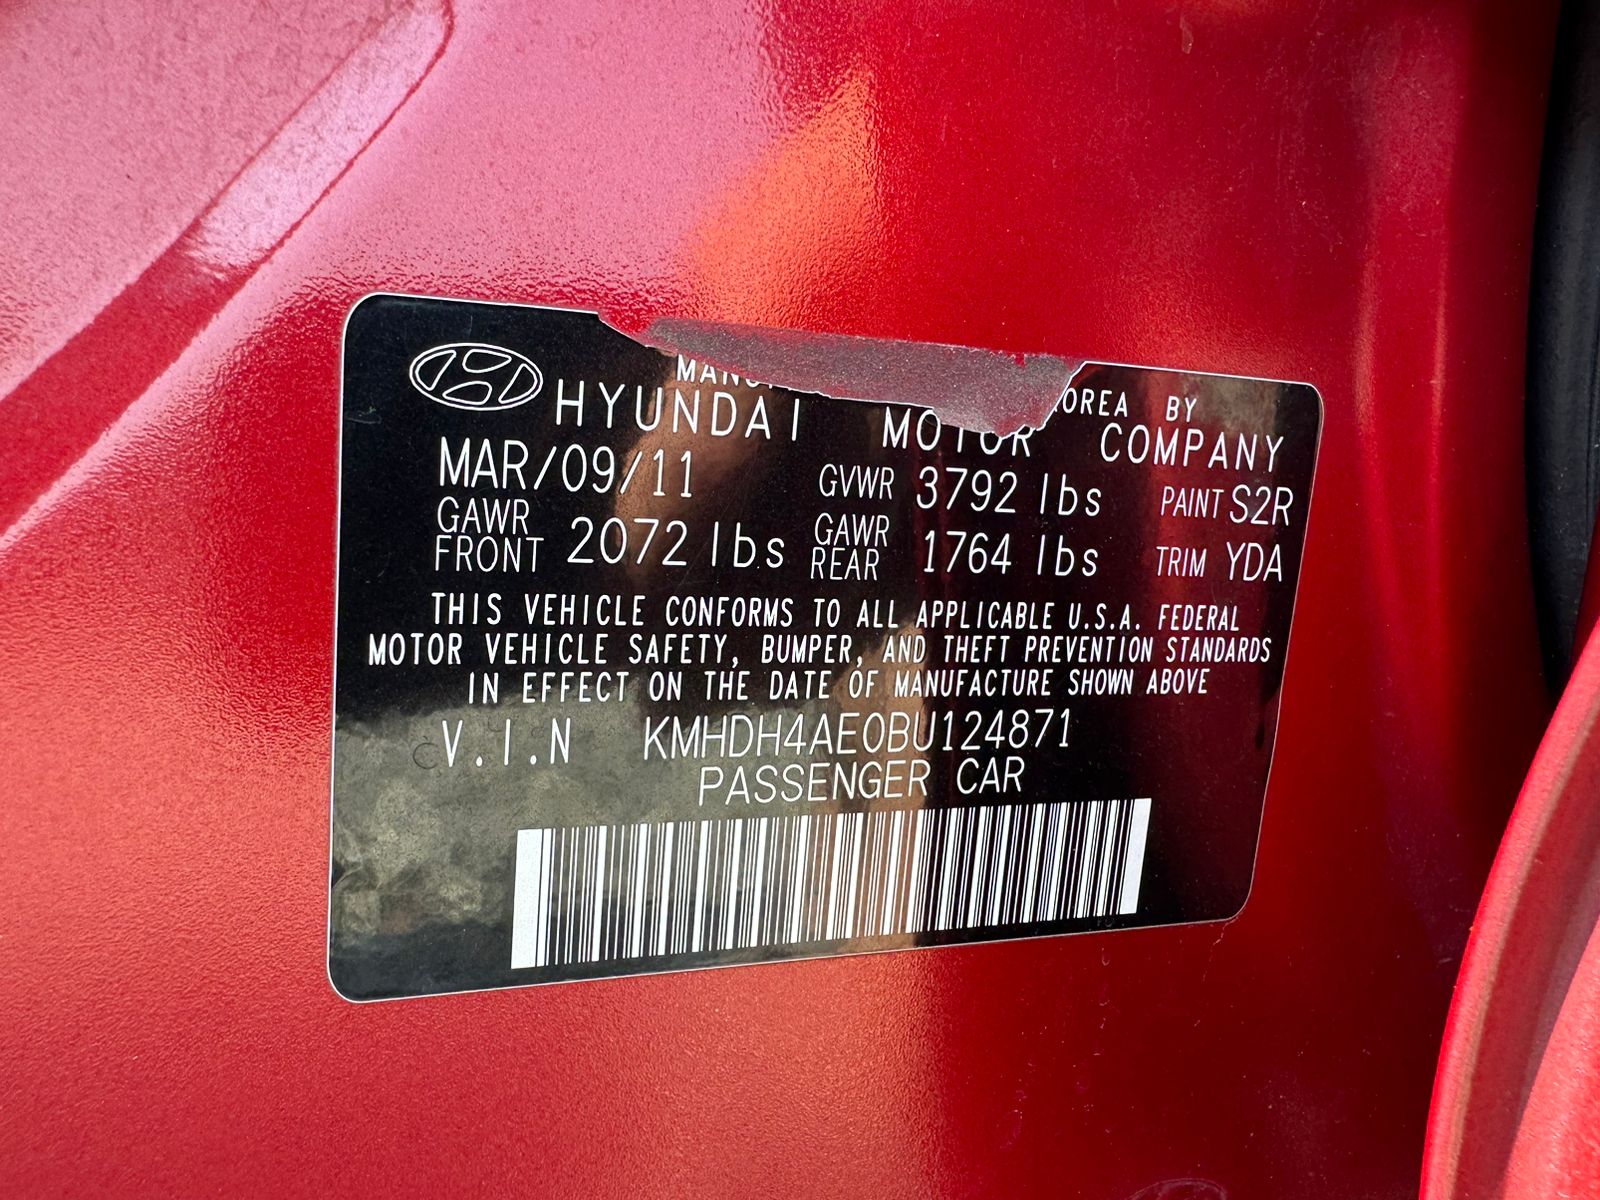 OREA BY
HYUNDAI MOTOR COMPANY
MAR/09/11 GVWR 3792 lbs PAINT S2R
GAWR FRONT 2072 lbs GAWR REAR 1764 lbs TRIM YDA
THIS VEHICLE CONFORMS TO ALL APPLICABLE U.S.A. FEDERAL
MOTOR VEHICLE SAFETY, BUMPER, AND THEFT PREVENTION STANDARDS
IN EFFECT ON THE DATE OF MANUFACTURE SHOWN ABOVE
V.I.N KMHDH4AE0BU124871
PASSENGER CAR